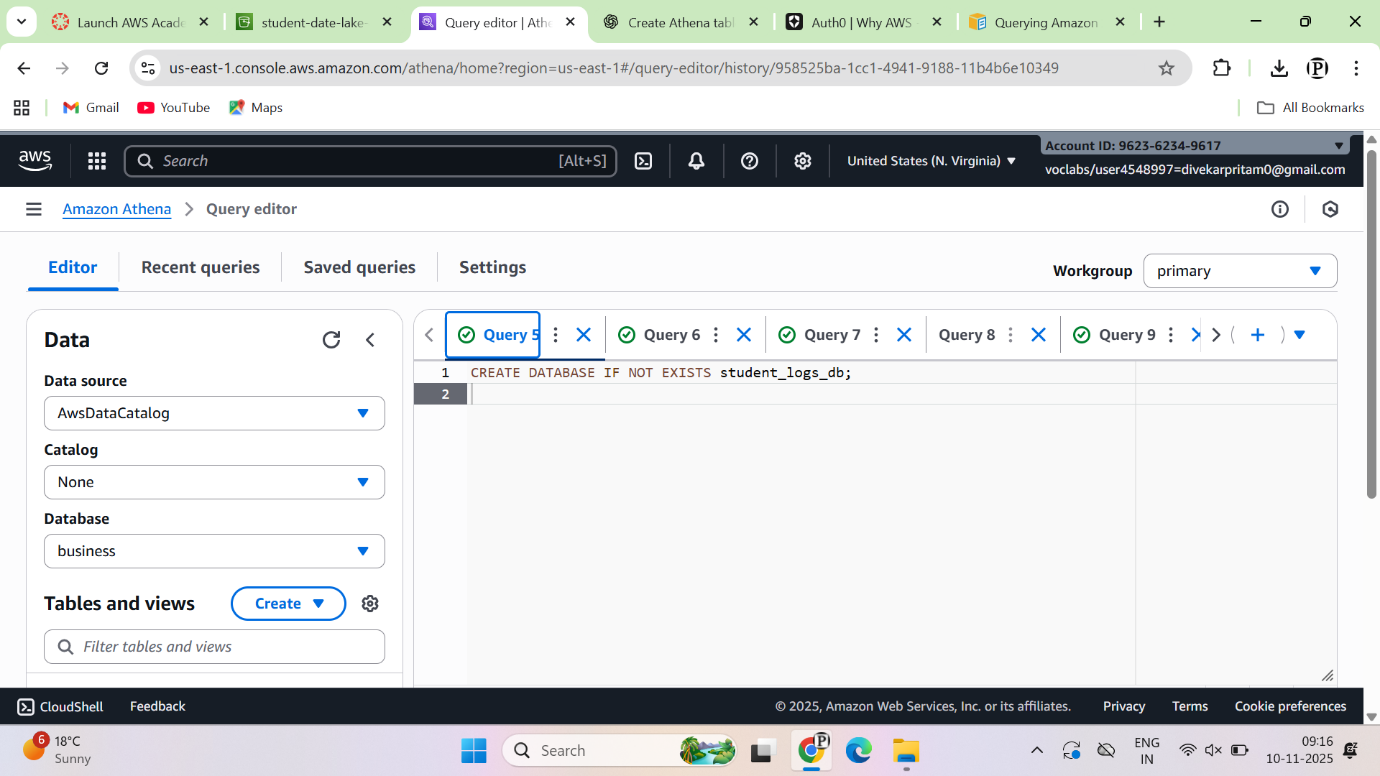 Launch AWS Acade
student-date-lake-
Query editor | Athe
Create Athena tabl
Auth0 | Why AWS
Querying Amazon
us-east-1.console.aws.amazon.com/athena/home?region=us-east-1#/query-editor/history/958525ba-1cc1-4941-9188-11b4b6e10349
P
Gmail
YouTube
Maps
All Bookmarks
aws
Search
[Alt+S]
United States (N. Virginia)
Account ID: 9623-6234-9617
voclabs/user4548997=divekarpritam0@gmail.com
Amazon Athena
Query editor
Editor
Recent queries
Saved queries
Settings
Workgroup
primary
Data
Data source
AwsDataCatalog
Catalog
None
Database
business
Tables and views
Create
Filter tables and views
Query 5
Query 6
Query 7
Query 8
Query 9
1 CREATE DATABASE IF NOT EXISTS student_logs_db;
2
CloudShell
Feedback
© 2025, Amazon Web Services, Inc. or its affiliates.
Privacy
Terms
Cookie preferences
6
18°C
Sunny
Search
P
ENG
IN
09:16
10-11-2025